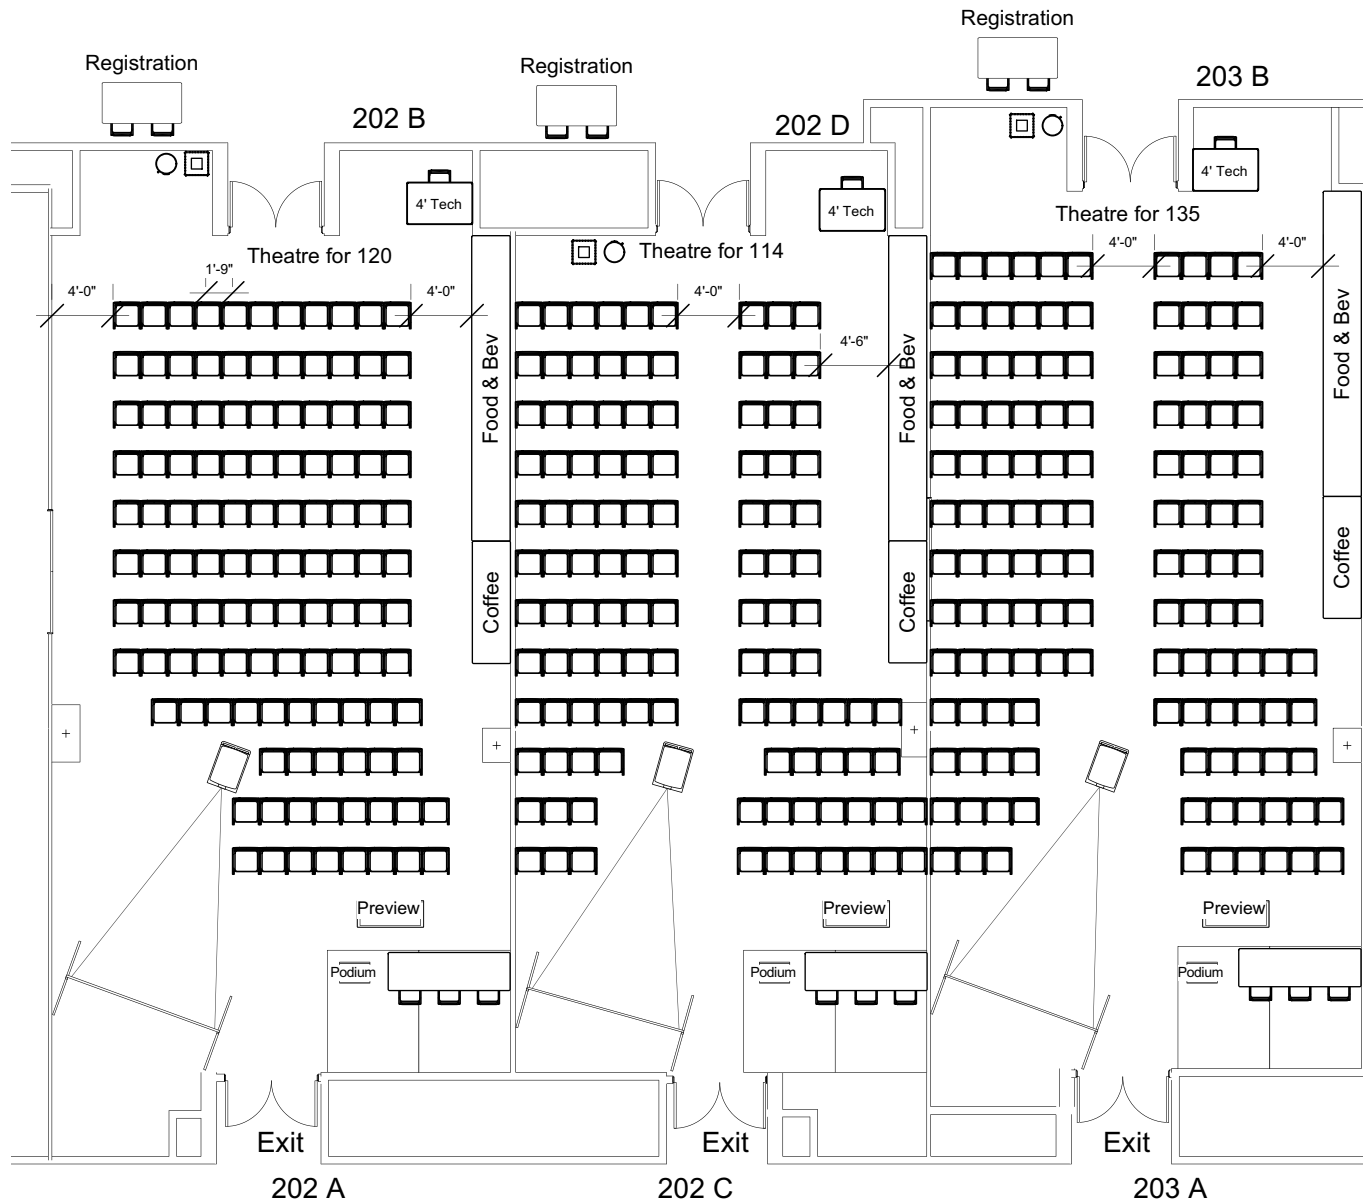 Registration
203 B
Registration
Registration
202 B
202 D
4' Tech
4' Tech
4' Tech
Theatre for 135
Theatre for 120
Theatre for 114
4'-0"
4'-0"
1'-9"
4'-0"
4'-0"
4'-0"
4'-6"
Food & Bev
Food & Bev
Food & Bev
Coffee
Coffee
Coffee
+
+
+
+
Preview
Preview
Preview
Podium
Podium
Podium
Exit
Exit
Exit
202 A
202 C
203 A